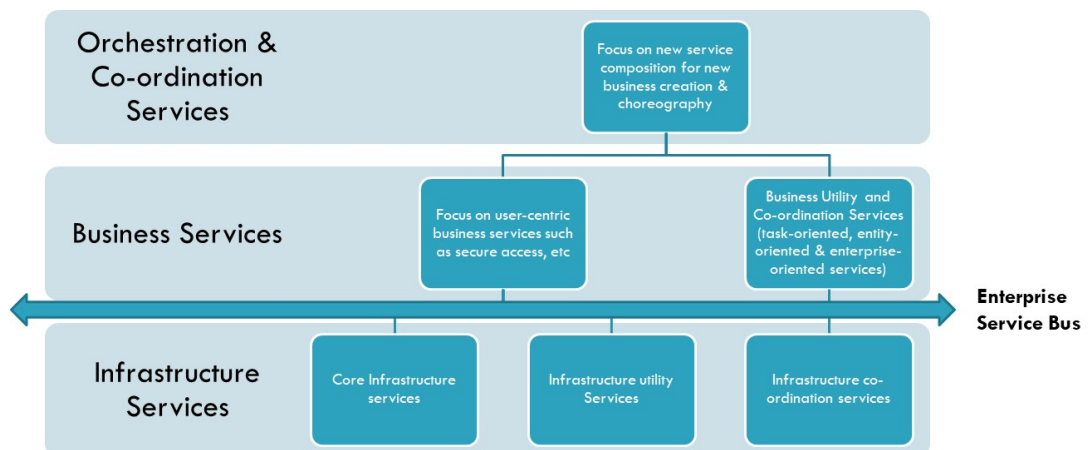 Orchestration &
Co-ordination
Services
Focus on new service
composition for new
business creation &
choreography
Business Services
Focus on user-centric
business services such
as secure access, etc
Business Utility and
Co-ordination Services
(task-oriented, entity-
oriented & enterprise-
oriented services)
Enterprise
Service Bus
Infrastructure
Services
Core Infrastructure
services
Infrastructure utility
Services
Infrastructure co-
ordination services